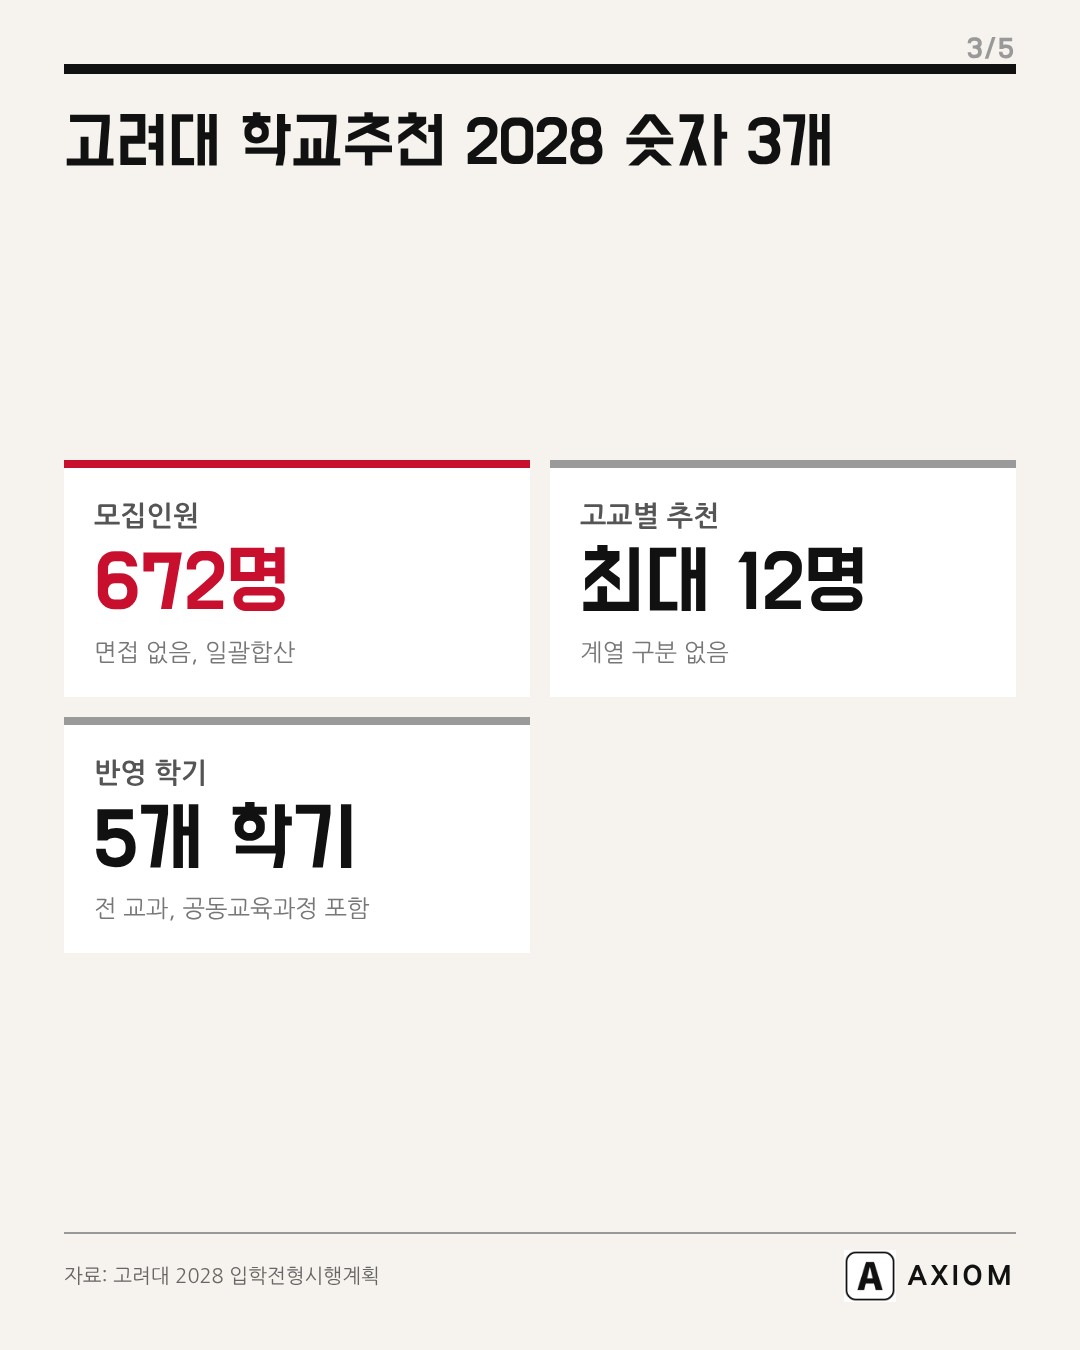 3/5
고려대 학교추천 2028 숫자 3개
모집인원
672명
면접 없음, 일괄합산
고교별 추천
최대 12명
계열 구분 없음
반영 학기
5개 학기
전 교과, 공동교육과정 포함
자료: 고려대 2028 입학전형시행계획
A AXIOM